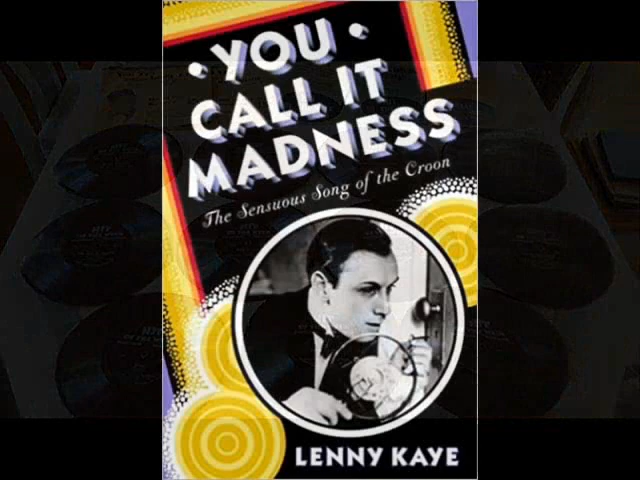 • YOU •
CALL IT
MADNESS
The Sensuous Song of the Croon
LENNY KAYE